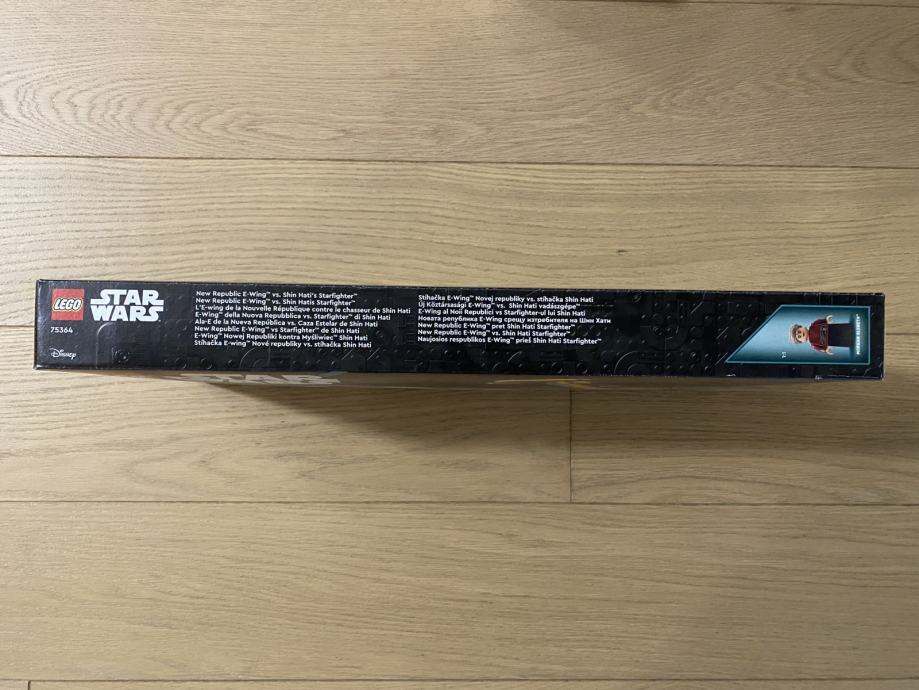 LEGO
STAR
WARS
75364
Disney
New Republic E-Wing™ vs. Shin Hati's Starfighter™
New Republic E-Wing™ vs. Shin Hatis Starfighter™
L'E-wing de la Nouvelle République contre le chasseur de Shin Hati
E-Wing™ della Nuova Repubblica vs. Starfighter™ di Shin Hati
Ala-E de la Nueva República vs. Caza Estelar de Shin Hati
New Republic E-Wing™ vs Starfighter™ de Shin Hati
E-Wing™ Nowej Republiki kontra Myśliwiec™ Shin Hati
Stíhačka E-Wing™ Nové republiky vs. stíhačka Shin Hati
Stíhačka E-Wing™ Novej republiky vs. stíhačka Shin Hati
Új Köztársasági E-Wing™ vs. Shin Hati vadászgépe™
E-Wing al Noii Republici vs Starfighter-ul lui Shin Hati
Новата република E-Wing срещу изтребителя на Шин Хати
New Republic E-Wing™ pret Shin Hati Starfighter™
New Republic E-Wing™ vs. Shin Hati Starfighter™
Naujosios respublikos E-Wing™ prieš Shin Hati Starfighter™
1:1
MORGAN ELSBETH™